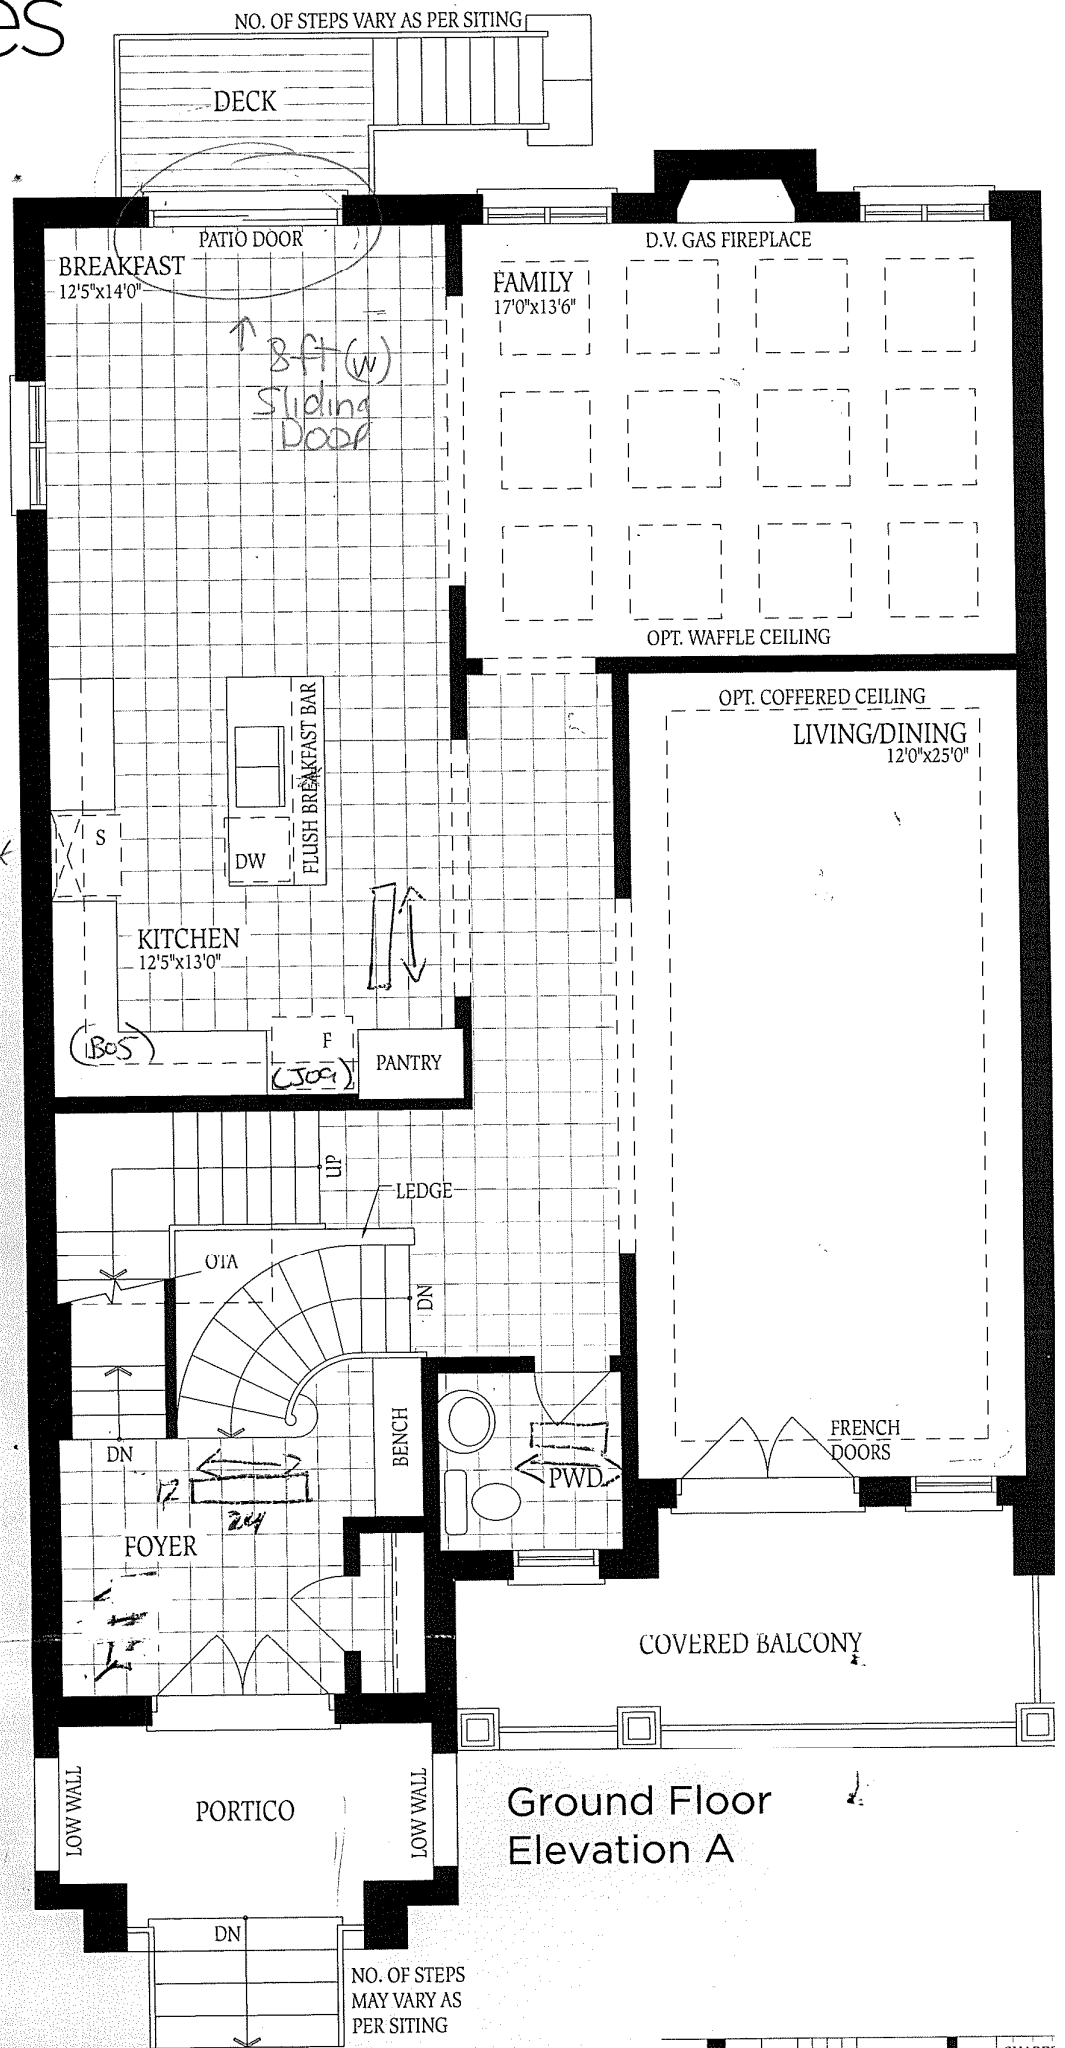 es
NO. OF STEPS VARY AS PER SITING
DECK
PATIO DOOR
BREAKFAST
12'5"x14'0"
D.V. GAS FIREPLACE
FAMILY
17'0"x13'6"
8ft (W)
Sliding
DOOR
OPT. WAFFLE CEILING
OPT. COFFERED CEILING
LIVING/DINING
12'0"x25'0"
FLUSH BREAKFAST BAR
S
DW
KITCHEN
12'5"x13'0"
(B05)
F
(J09)
PANTRY
UP
LEDGE
OTA
DN
BENCH
DN
FRENCH
DOORS
PWD
12
24
FOYER
COVERED BALCONY
LOW WALL
PORTICO
LOW WALL
Ground Floor
Elevation A
DN
NO. OF STEPS
MAY VARY AS
PER SITING